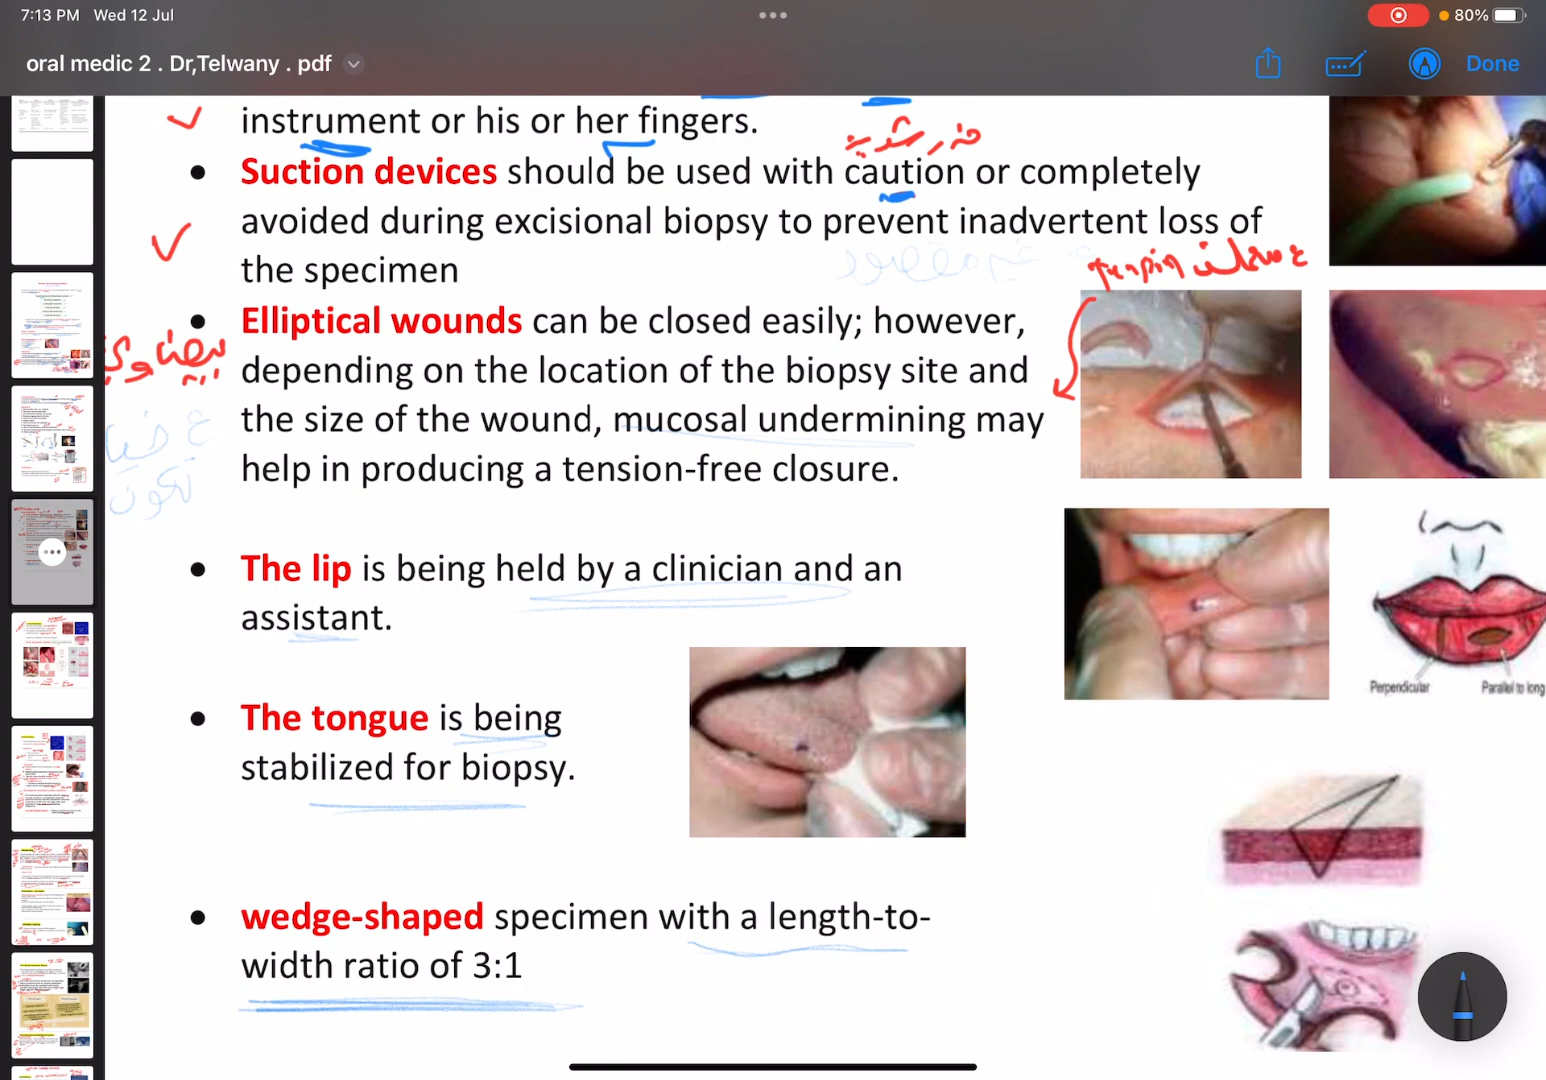 7:13 PM Wed 12 Jul
80%
oral medic 2 . Dr,Telwany . pdf
Done
instrument or his or her fingers.
• Suction devices should be used with caution or completely
avoided during excisional biopsy to prevent inadvertent loss of
the specimen
• Elliptical wounds can be closed easily; however,
depending on the location of the biopsy site and
the size of the wound, mucosal undermining may
help in producing a tension-free closure.
• The lip is being held by a clinician and an
assistant.
Perpendicular
Parallel to long
• The tongue is being
stabilized for biopsy.
• wedge-shaped specimen with a length-to-
width ratio of 3:1